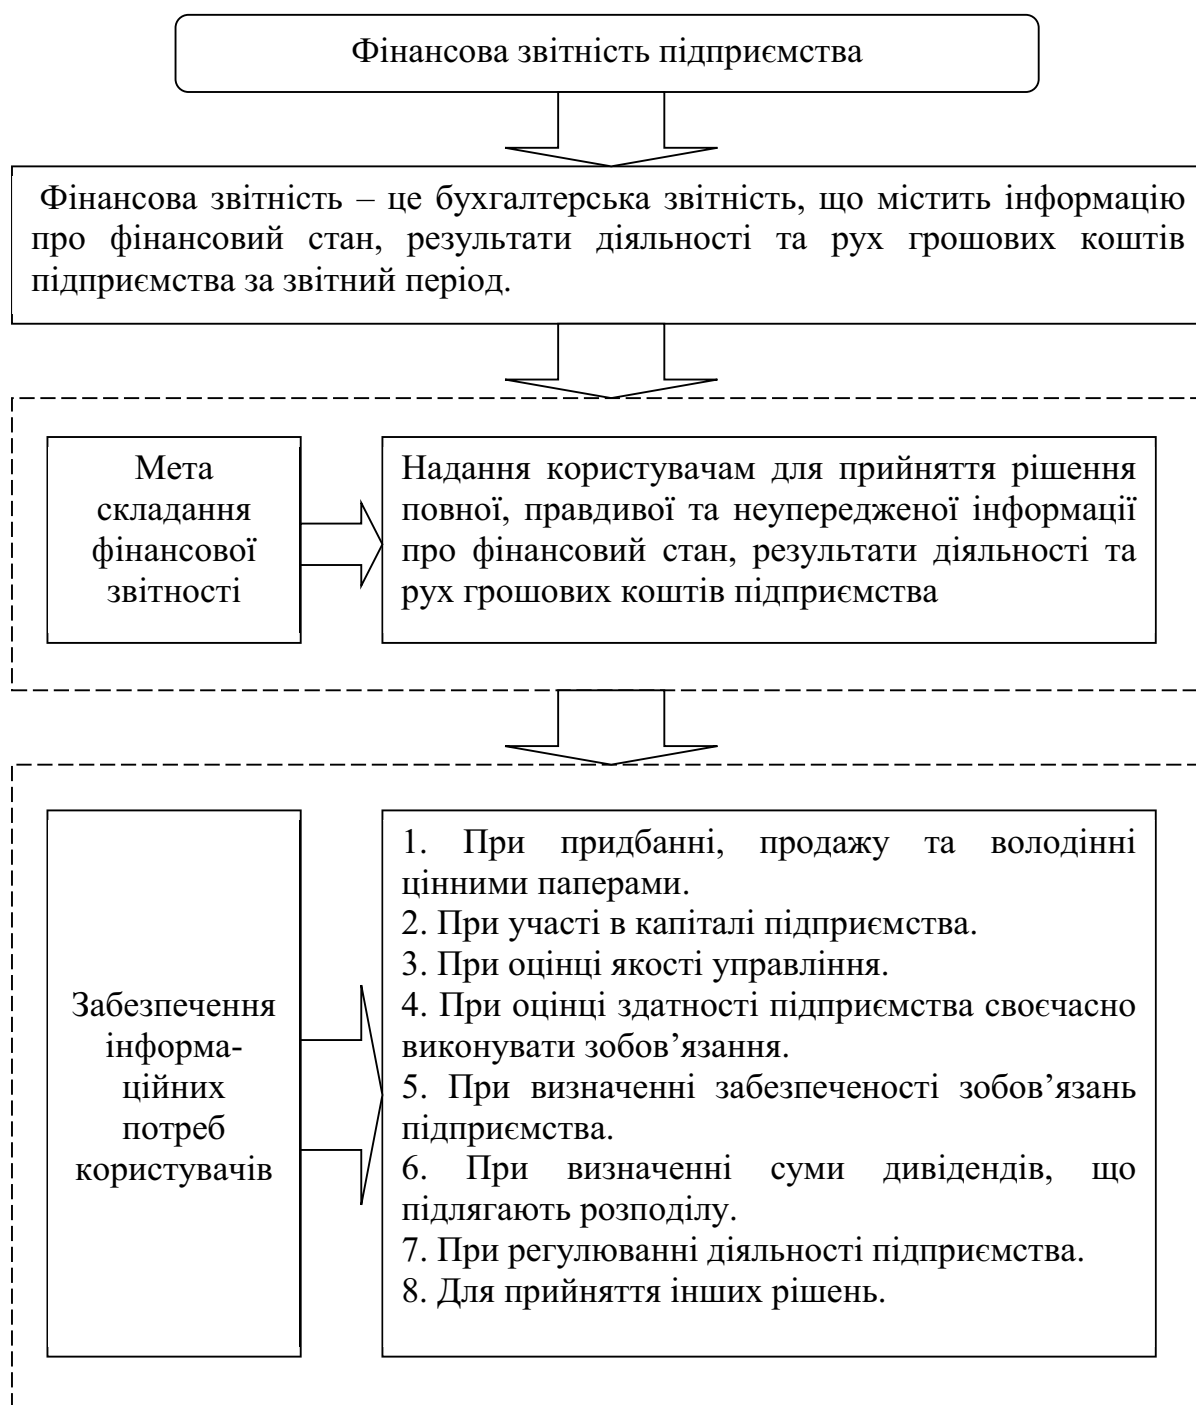 Фінансова звітність підприємства
Фінансова звітність – це бухгалтерська звітність, що містить інформацію
про фінансовий стан, результати діяльності та рух грошових коштів
підприємства за звітний період.
Мета
складання
фінансової
звітності
Надання користувачам для прийняття рішення
повної, правдивої та неупередженої інформації
про фінансовий стан, результати діяльності та
рух грошових коштів підприємства
Забезпечення
інформа-
ційних
потреб
користувачів
1. При придбанні, продажу та володінні
цінними паперами.
2. При участі в капіталі підприємства.
3. При оцінці якості управління.
4. При оцінці здатності підприємства своєчасно
виконувати зобов’язання.
5. При визначенні забезпеченості зобов’язань
підприємства.
6. При визначенні суми дивідендів, що
підлягають розподілу.
7. При регулюванні діяльності підприємства.
8. Для прийняття інших рішень.